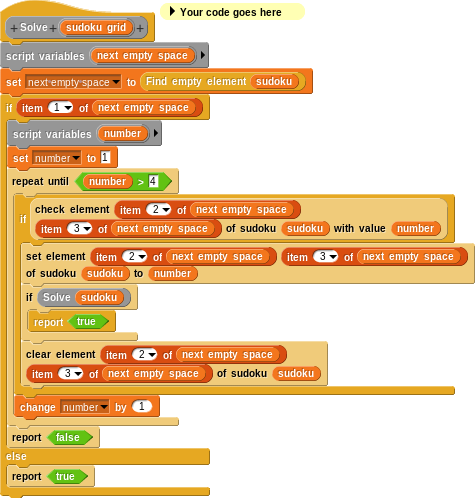 Solve sudoku grid
Your code goes here
script variables next empty space
set next empty space to Find empty element sudoku
if item 1 of next empty space
script variables number
set number to 1
repeat until number > 4
check element item 2 of next empty space
if
item 3 of next empty space of sudoku sudoku with value number
set element item 2 of next empty space item 3 of next empty space
of sudoku sudoku to number
if Solve sudoku
report true
clear element item 2 of next empty space
item 3 of next empty space of sudoku sudoku
change number by 1
report false
else
report true